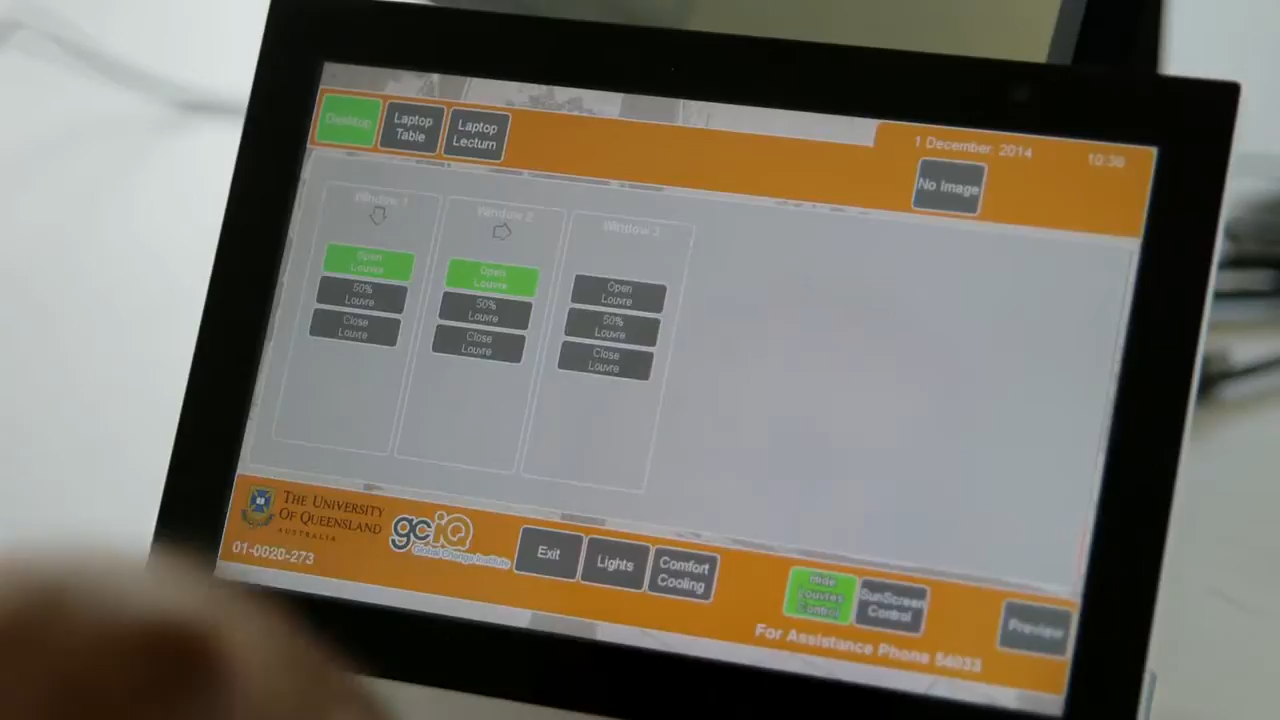 Desktop
Laptop
Table
Laptop
Lecturn
1 December, 2014
10:36
No Image
Window 1
Window 2
Window 3
Open
Louvre
50%
Louvre
Close
Louvre
Open
Louvre
50%
Louvre
Close
Louvre
Open
Louvre
50%
Louvre
Close
Louvre
THE UNIVERSITY
OF QUEENSLAND
AUSTRALIA
gciQ
Global Change Institute
01-0020-273
Exit
Lights
Comfort
Cooling
Hide
Louvres
Control
SunScreen
Control
Preview
For Assistance Phone 54033